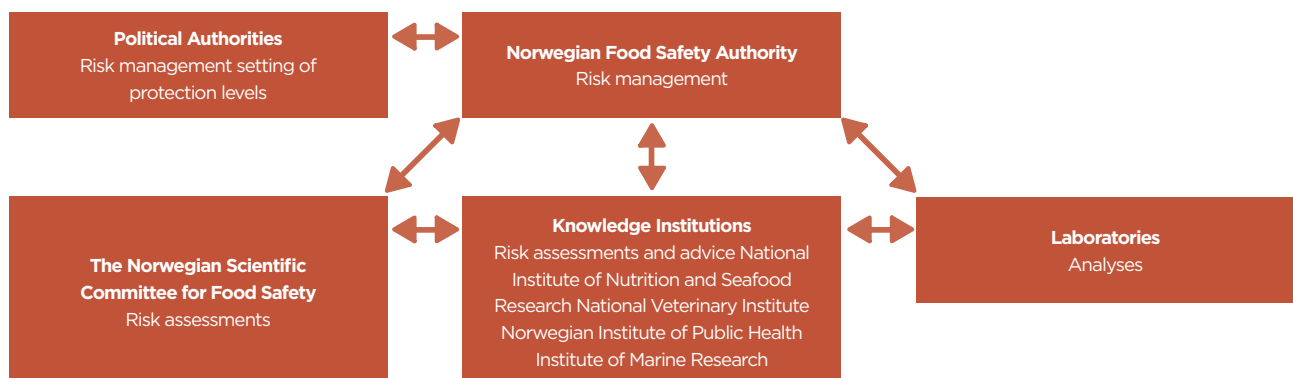 Political Authorities
Risk management setting of
protection levels
Norwegian Food Safety Authority
Risk management
The Norwegian Scientific
Committee for Food Safety
Risk assessments
Knowledge Institutions
Risk assessments and advice National
Institute of Nutrition and Seafood
Research National Veterinary Institute
Norwegian Institute of Public Health
Institute of Marine Research
Laboratories
Analyses